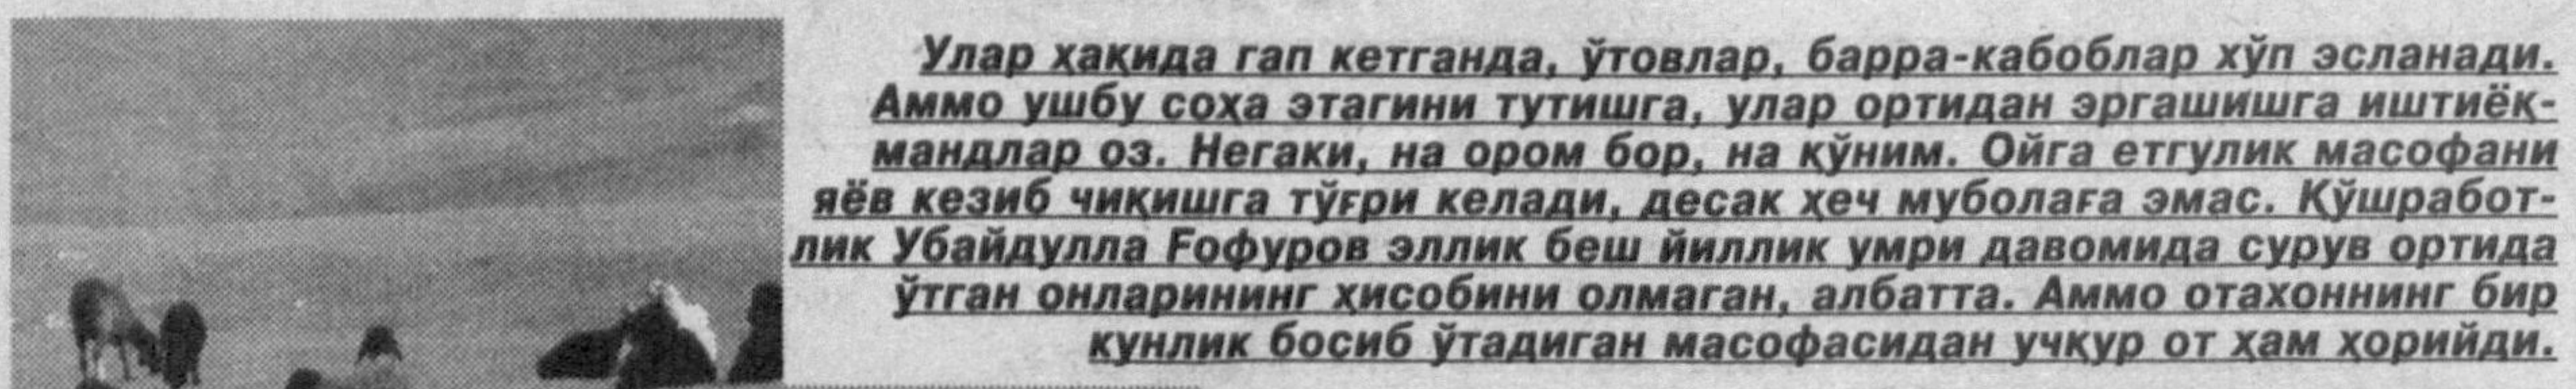 Улар ҳақида гап кетганда, ўтовлар, барра-кабоблар хўп эсланади.
Аммо ушбу соҳа этагини тутишга, улар ортидан эргашишга иштиёқ-
мандлар оз. Негаки, на ором бор, на қўним. Ойга етгулик масофани
яёв кезиб чиқишга тўғри келади, десак ҳеч муболаға эмас. Қўшработ-
лик Убайдулла Ғофуров эллик беш йиллик умри давомида сурув ортида
ўтган онларининг ҳисобини олмаган, албатта. Аммо отахоннинг бир
кунлик босиб ўтадиган масофасидан учқур от ҳам ҳорийди.